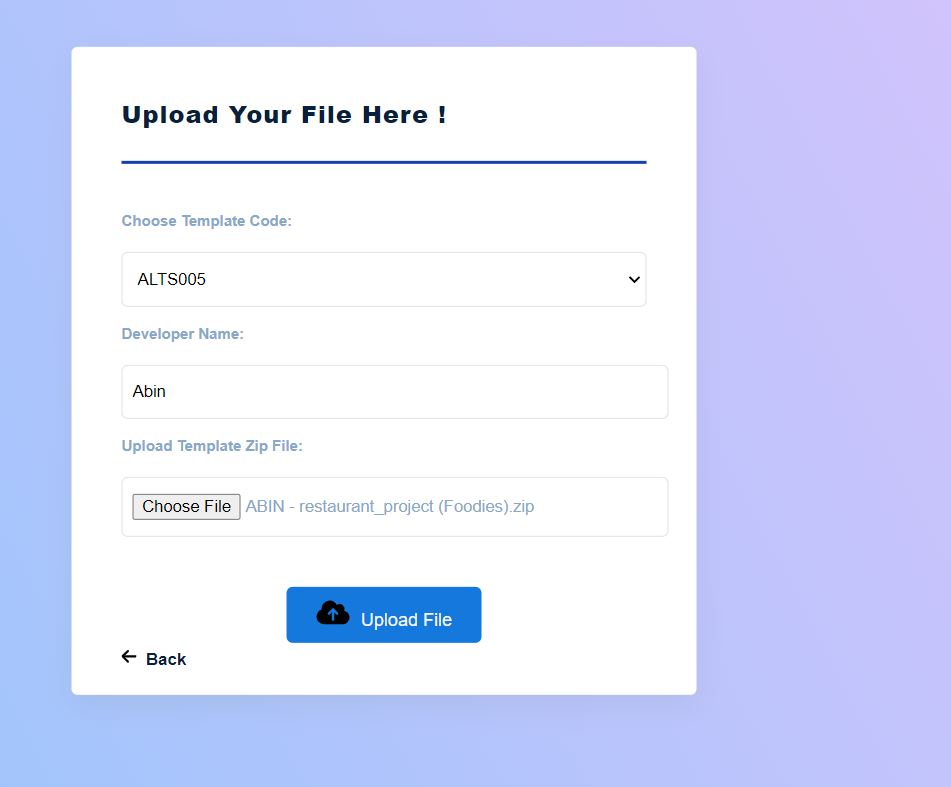 Upload Your File Here !
Choose Template Code:
ALTS005
Developer Name:
Abin
Upload Template Zip File:
Choose File ABIN - restaurant_project (Foodies).zip
Upload File
Back